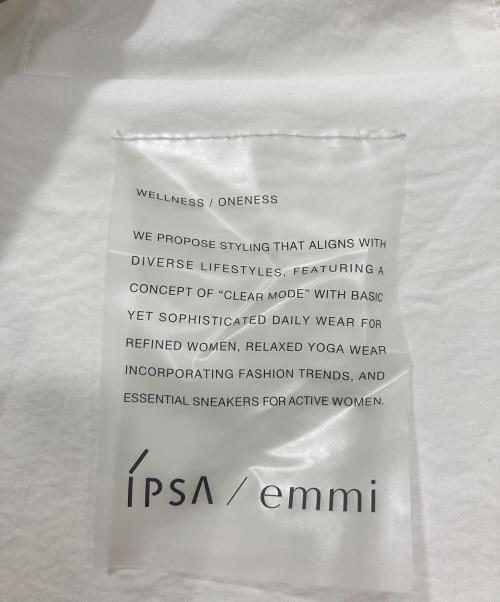 WELLNESS / ONENESS
WE PROPOSE STYLING THAT ALIGNS WITH
DIVERSE LIFESTYLES, FEATURING A
CONCEPT OF “CLEAR MODE” WITH BASIC
YET SOPHISTICATED DAILY WEAR FOR
REFINED WOMEN, RELAXED YOGA WEAR
INCORPORATING FASHION TRENDS, AND
ESSENTIAL SNEAKERS FOR ACTIVE WOMEN.
IPSA / emmi